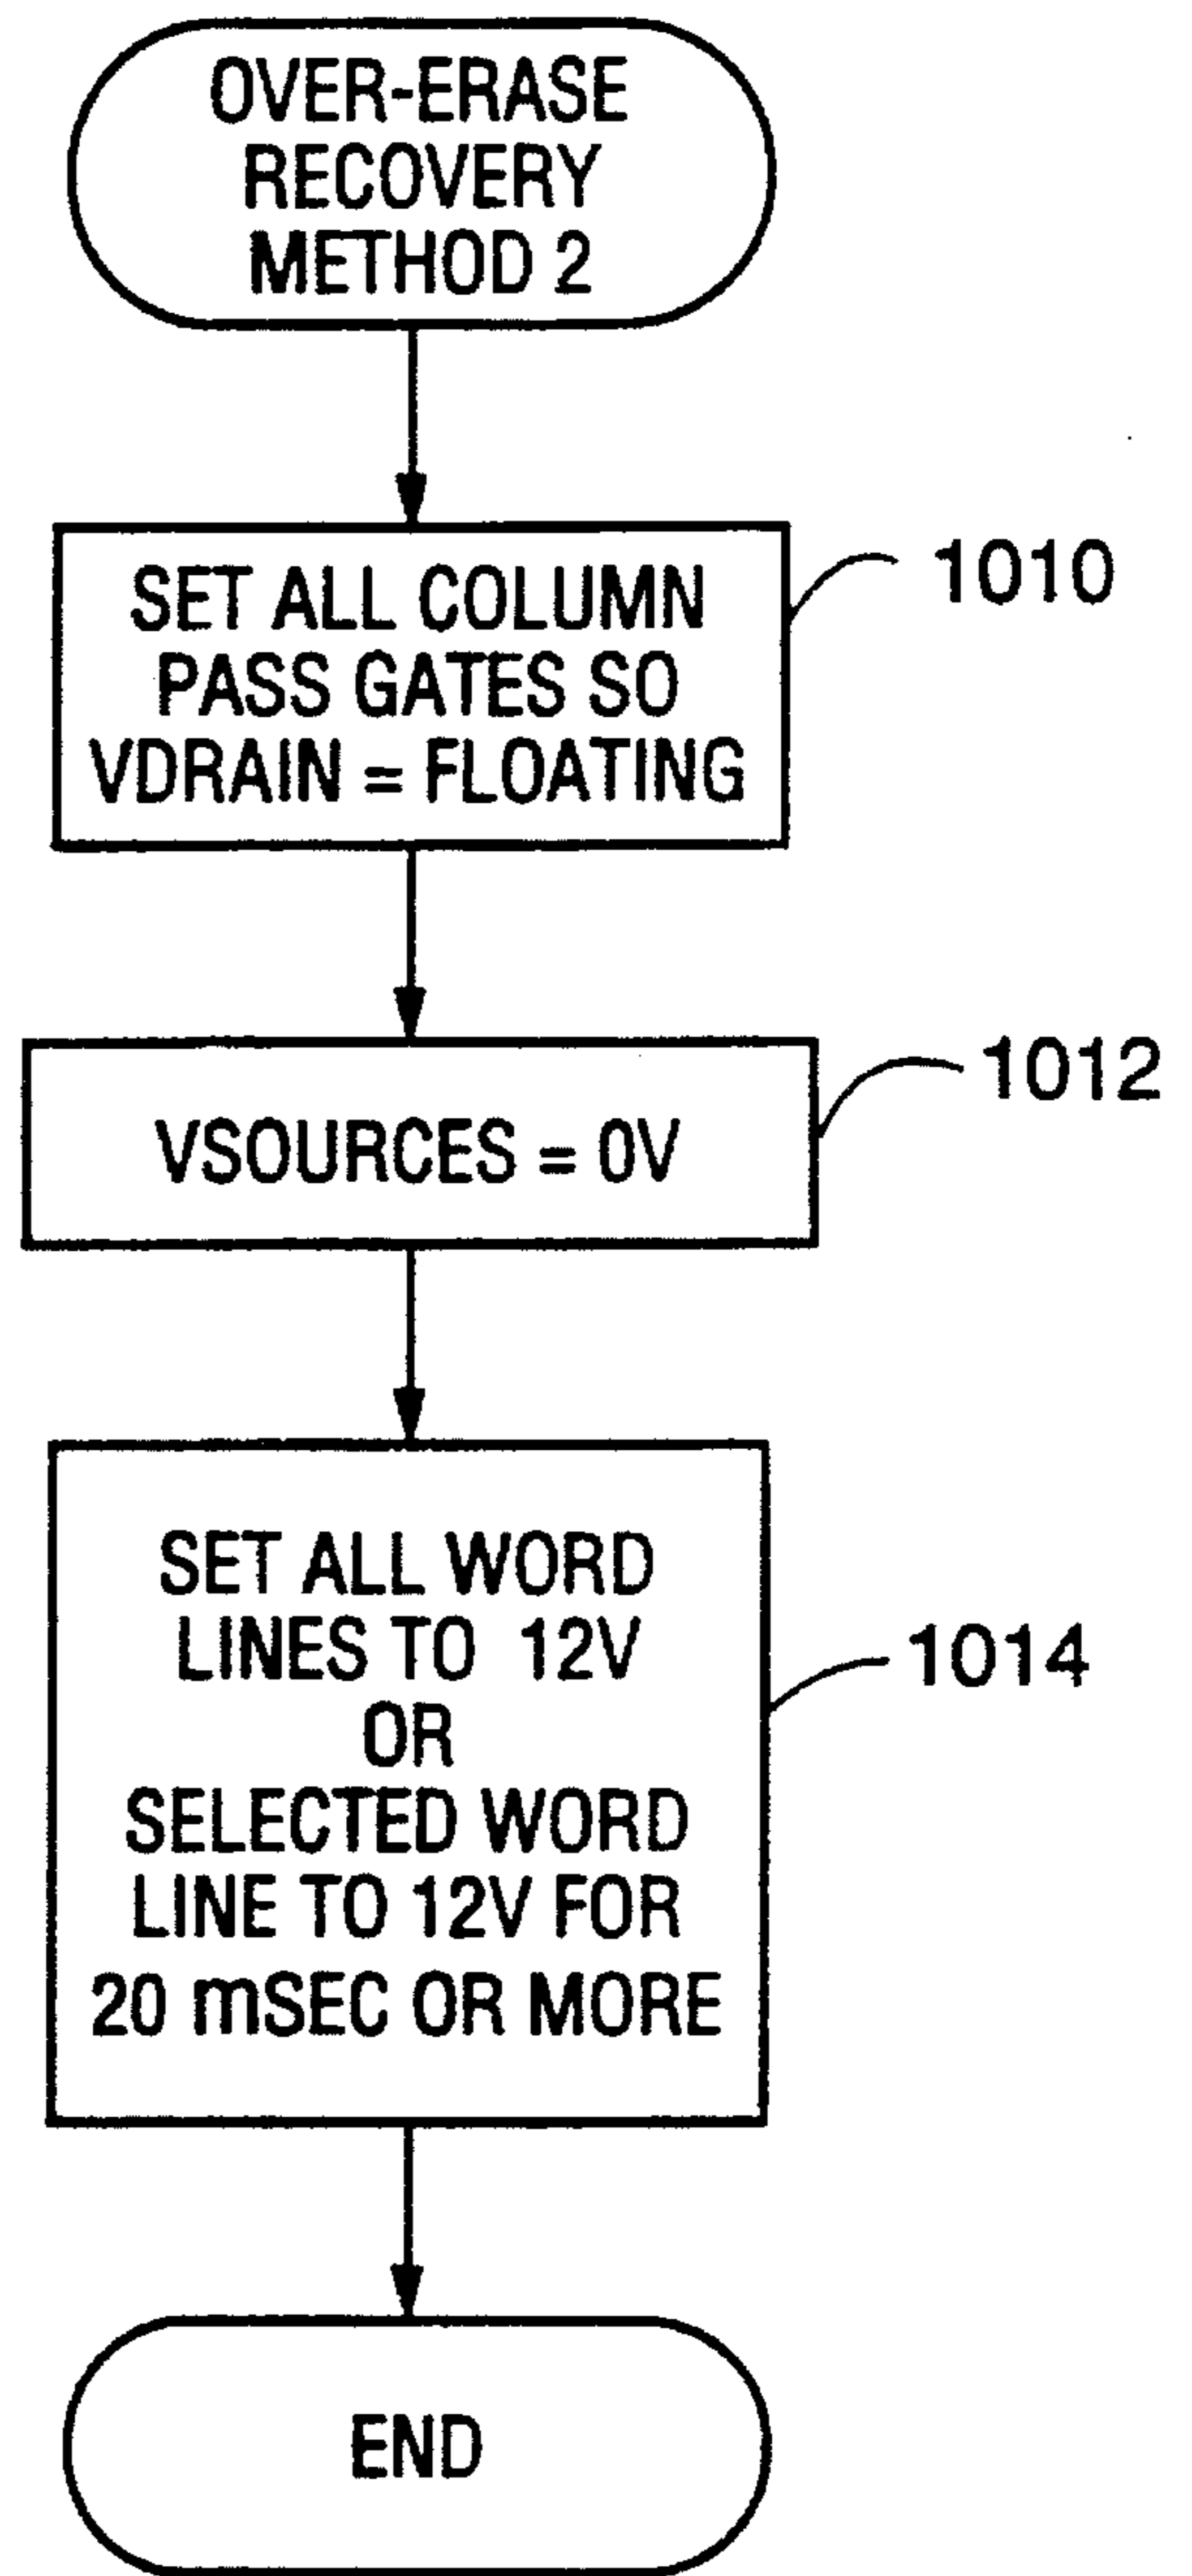 OVER-ERASE
RECOVERY
METHOD 2
SET ALL COLUMN
PASS GATES SO
VDRAIN = FLOATING
1010
VSOURCES = 0V
1012
SET ALL WORD
LINES TO 12V
OR
SELECTED WORD
LINE TO 12V FOR
20 mSEC OR MORE
1014
END